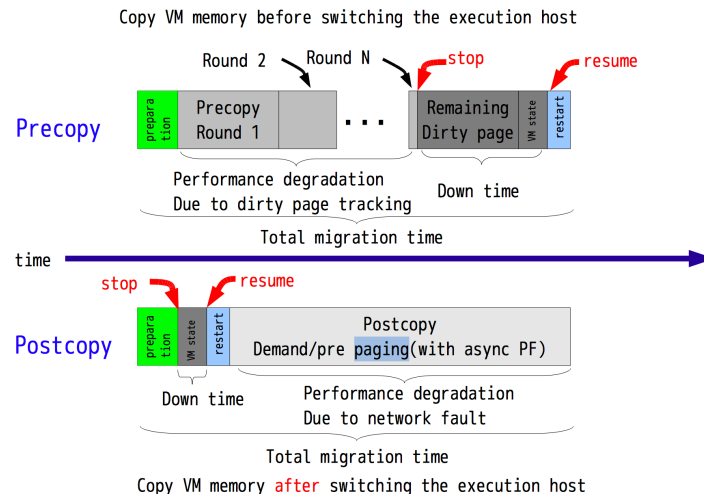 Copy VM memory before switching the execution host
Round 2
Round N
stop
resume
Precopy
prepara
tion
Precopy
Round 1
...
Remaining
Dirty page
VM state
restart
Performance degradation
Due to dirty page tracking
Down time
Total migration time
time
stop
resume
Postcopy
prepara
tion
VM state
restart
Postcopy
Demand/pre paging(with async PF)
Down time
Performance degradation
Due to network fault
Total migration time
Copy VM memory after switching the execution host